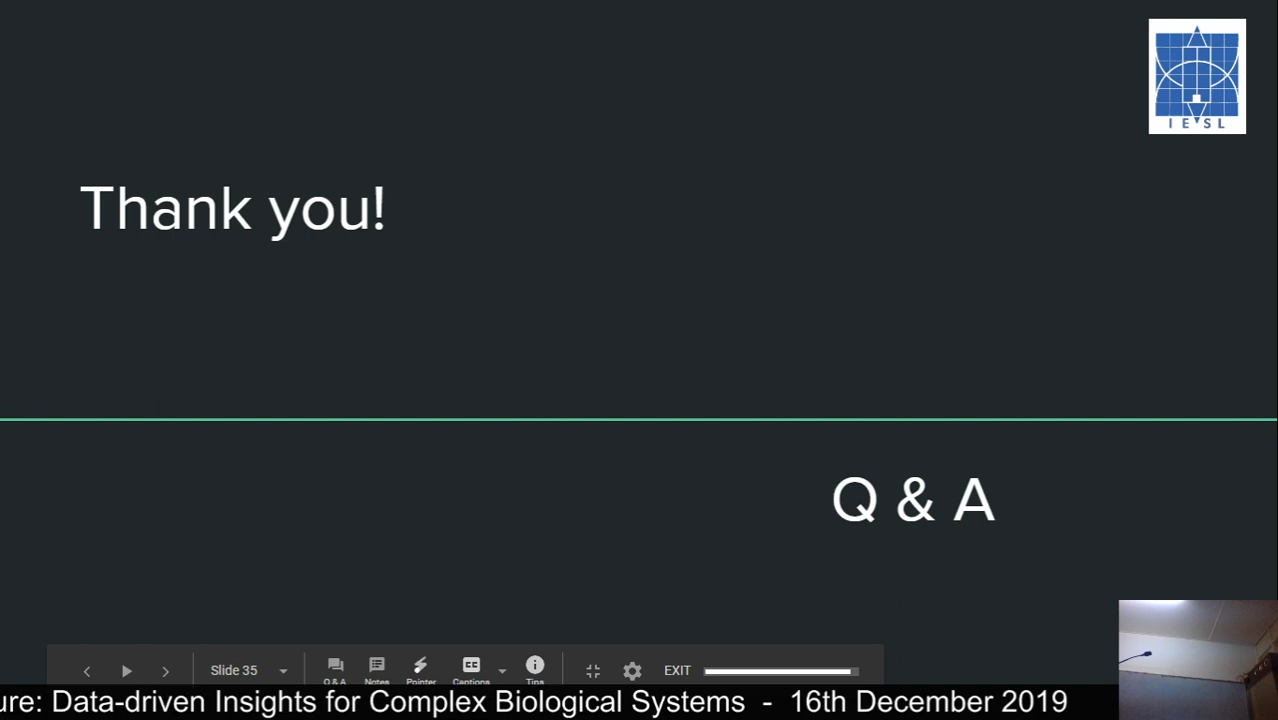 IESL
Thank you!
Q & A
Slide 35
Q & A Notes Pointer Captions Tips EXIT
ure: Data-driven Insights for Complex Biological Systems - 16th December 2019